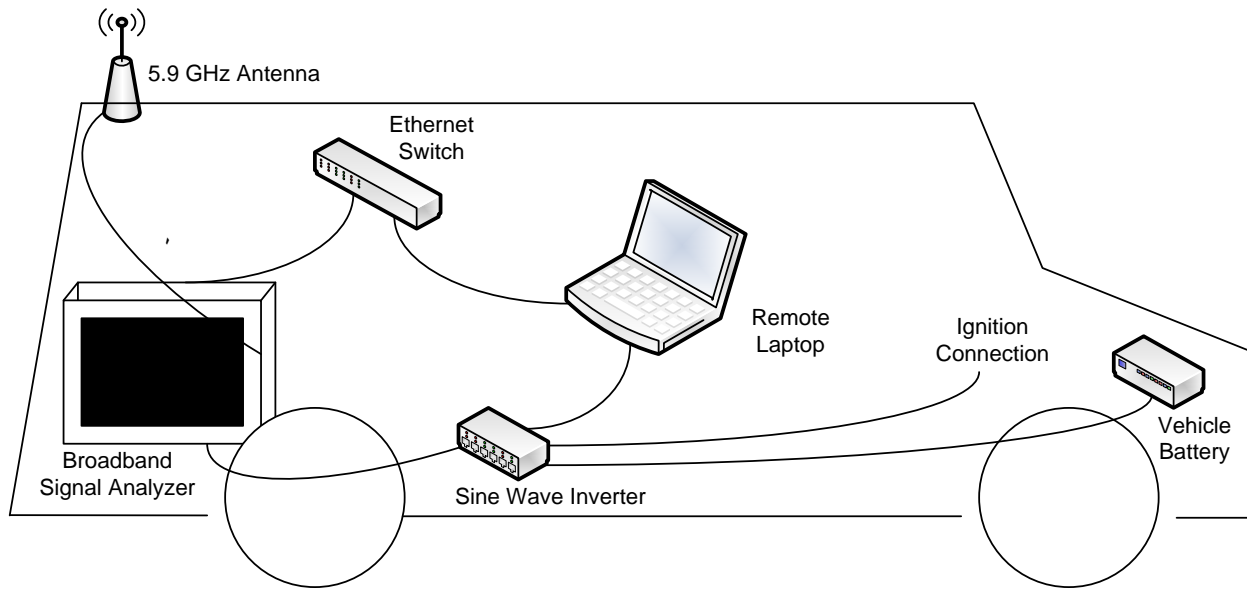 5.9 GHz Antenna
Ethernet
Switch
Remote
Laptop
Ignition
Connection
Vehicle
Battery
Broadband
Signal Analyzer
Sine Wave Inverter